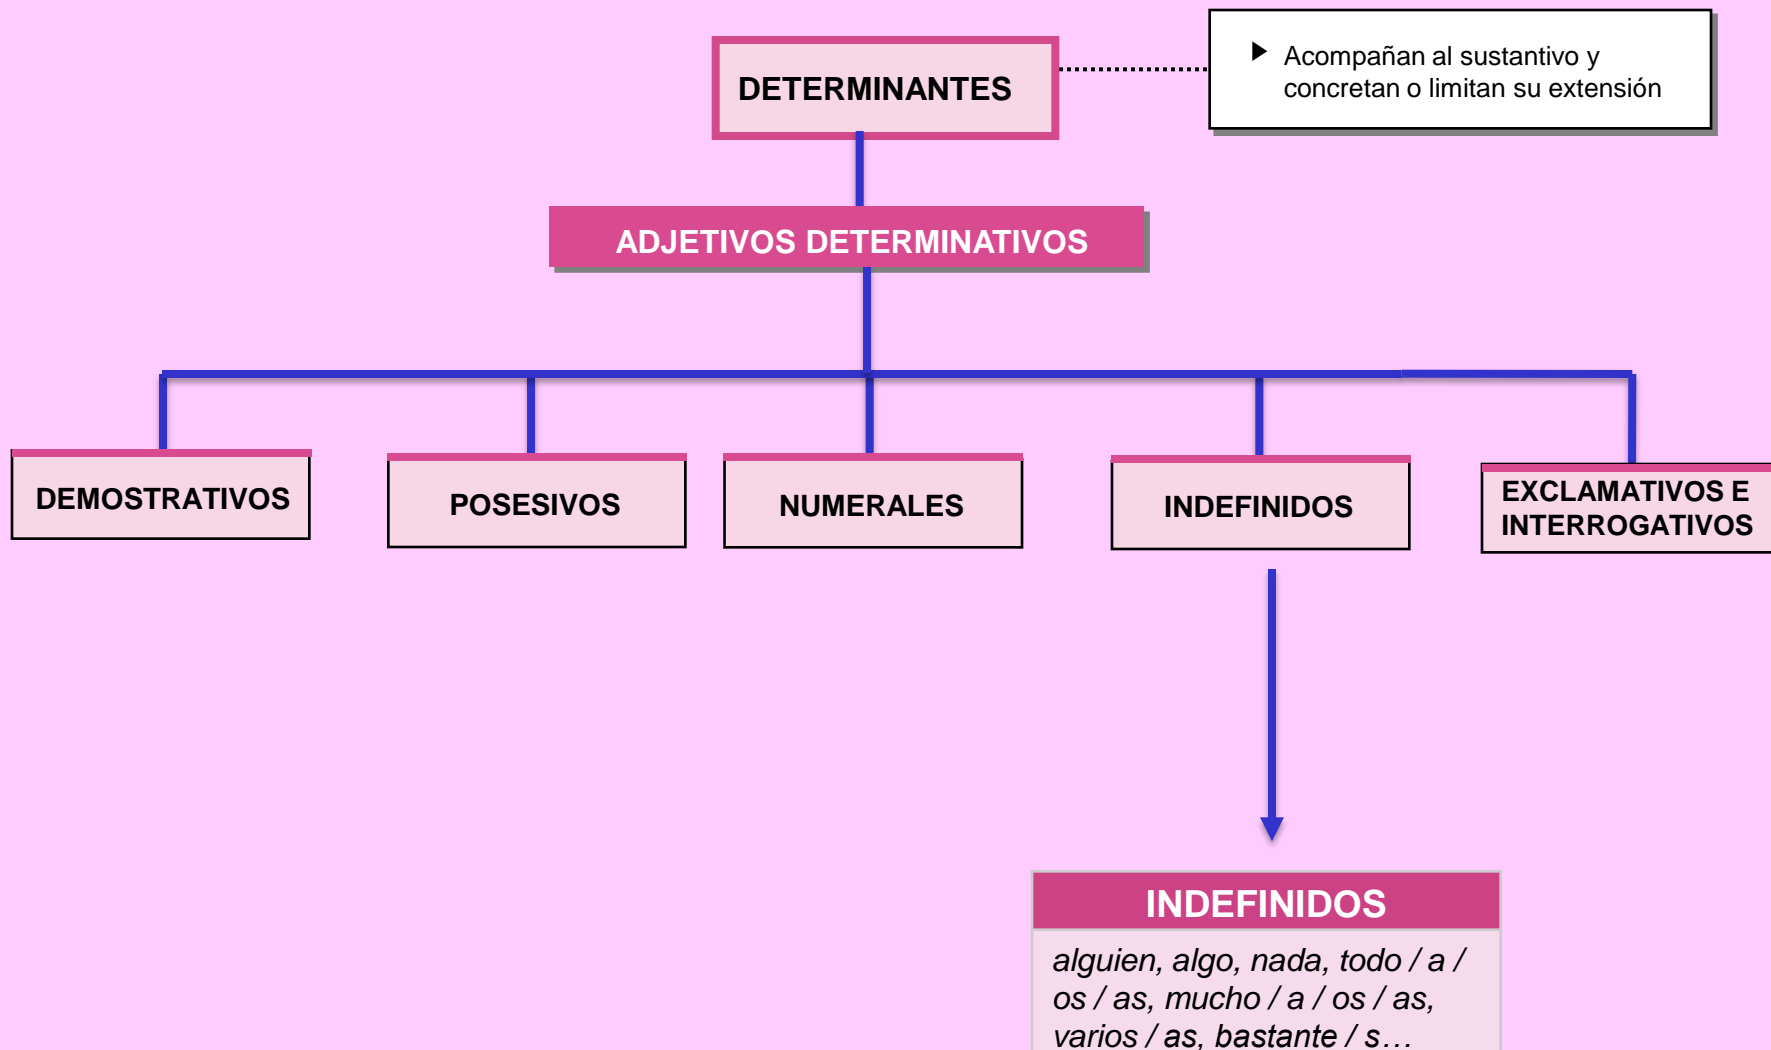 DETERMINANTES
▶ Acompañan al sustantivo y
concretan o limitan su extensión
ADJETIVOS DETERMINATIVOS
DEMOSTRATIVOS
POSESIVOS
NUMERALES
INDEFINIDOS
EXCLAMATIVOS E
INTERROGATIVOS
INDEFINIDOS
alguien, algo, nada, todo / a /
os / as, mucho / a / os / as,
varios / as, bastante / s…